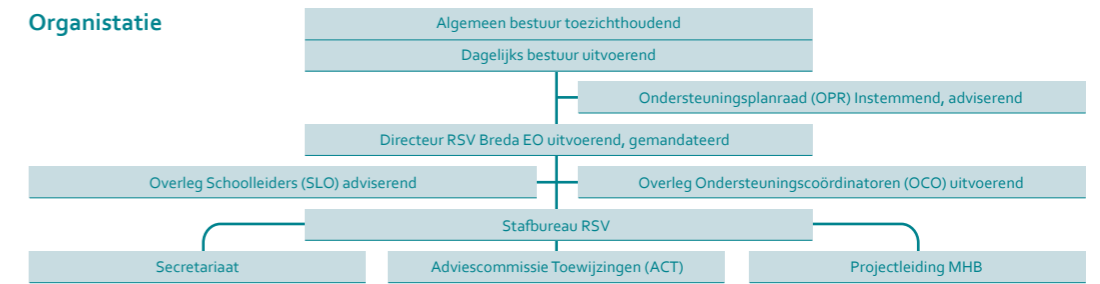 Organistatie
Algemeen bestuur toezichthoudend
Dagelijks bestuur uitvoerend
Ondersteuningsplanraad (OPR) Instemmend, adviserend
Directeur RSV Breda EO uitvoerend, gemandateerd
Overleg Schoolleiders (SLO) adviserend
Overleg Ondersteuningscoördinatoren (OCO) uitvoerend
Stafbureau RSV
Secretariaat
Adviescommissie Toewijzingen (ACT)
Projectleiding MHB